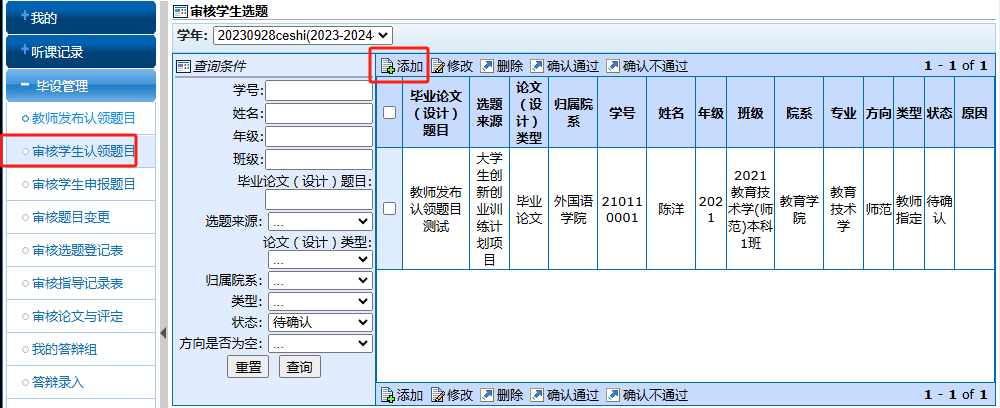 我的
听课记录
毕设管理
教师发布认领题目
审核学生认领题目
审核学生申报题目
审核题目变更
审核选题登记表
审核指导记录表
审核论文与评定
我的答辩组
答辩录入
审核学生选题
学年: 20230928ceshi(2023-2024-
查询条件
学号:
姓名:
年级:
班级:
毕业论文（设计）题目:
选题来源: ...
论文（设计）类型:
...
归属院系: ...
类型: ...
状态: 待确认
方向是否为空: ...
重置 查询
添加 修改 删除 确认通过 确认不通过 1 - 1 of 1
毕业论文（设计）题目 选题来源 论文（设计）类型 归属院系 学号 姓名 年级 班级 院系 专业 方向 类型 状态 原因
教师发布认领题目测试 大学生创新创业训练计划项目 毕业论文 外国语学院 210110001 陈洋 2021 2021教育技术学(师范)本科1班 教育学院 教育技术学 师范 教师指定 待确认
添加 修改 删除 确认通过 确认不通过 1 - 1 of 1